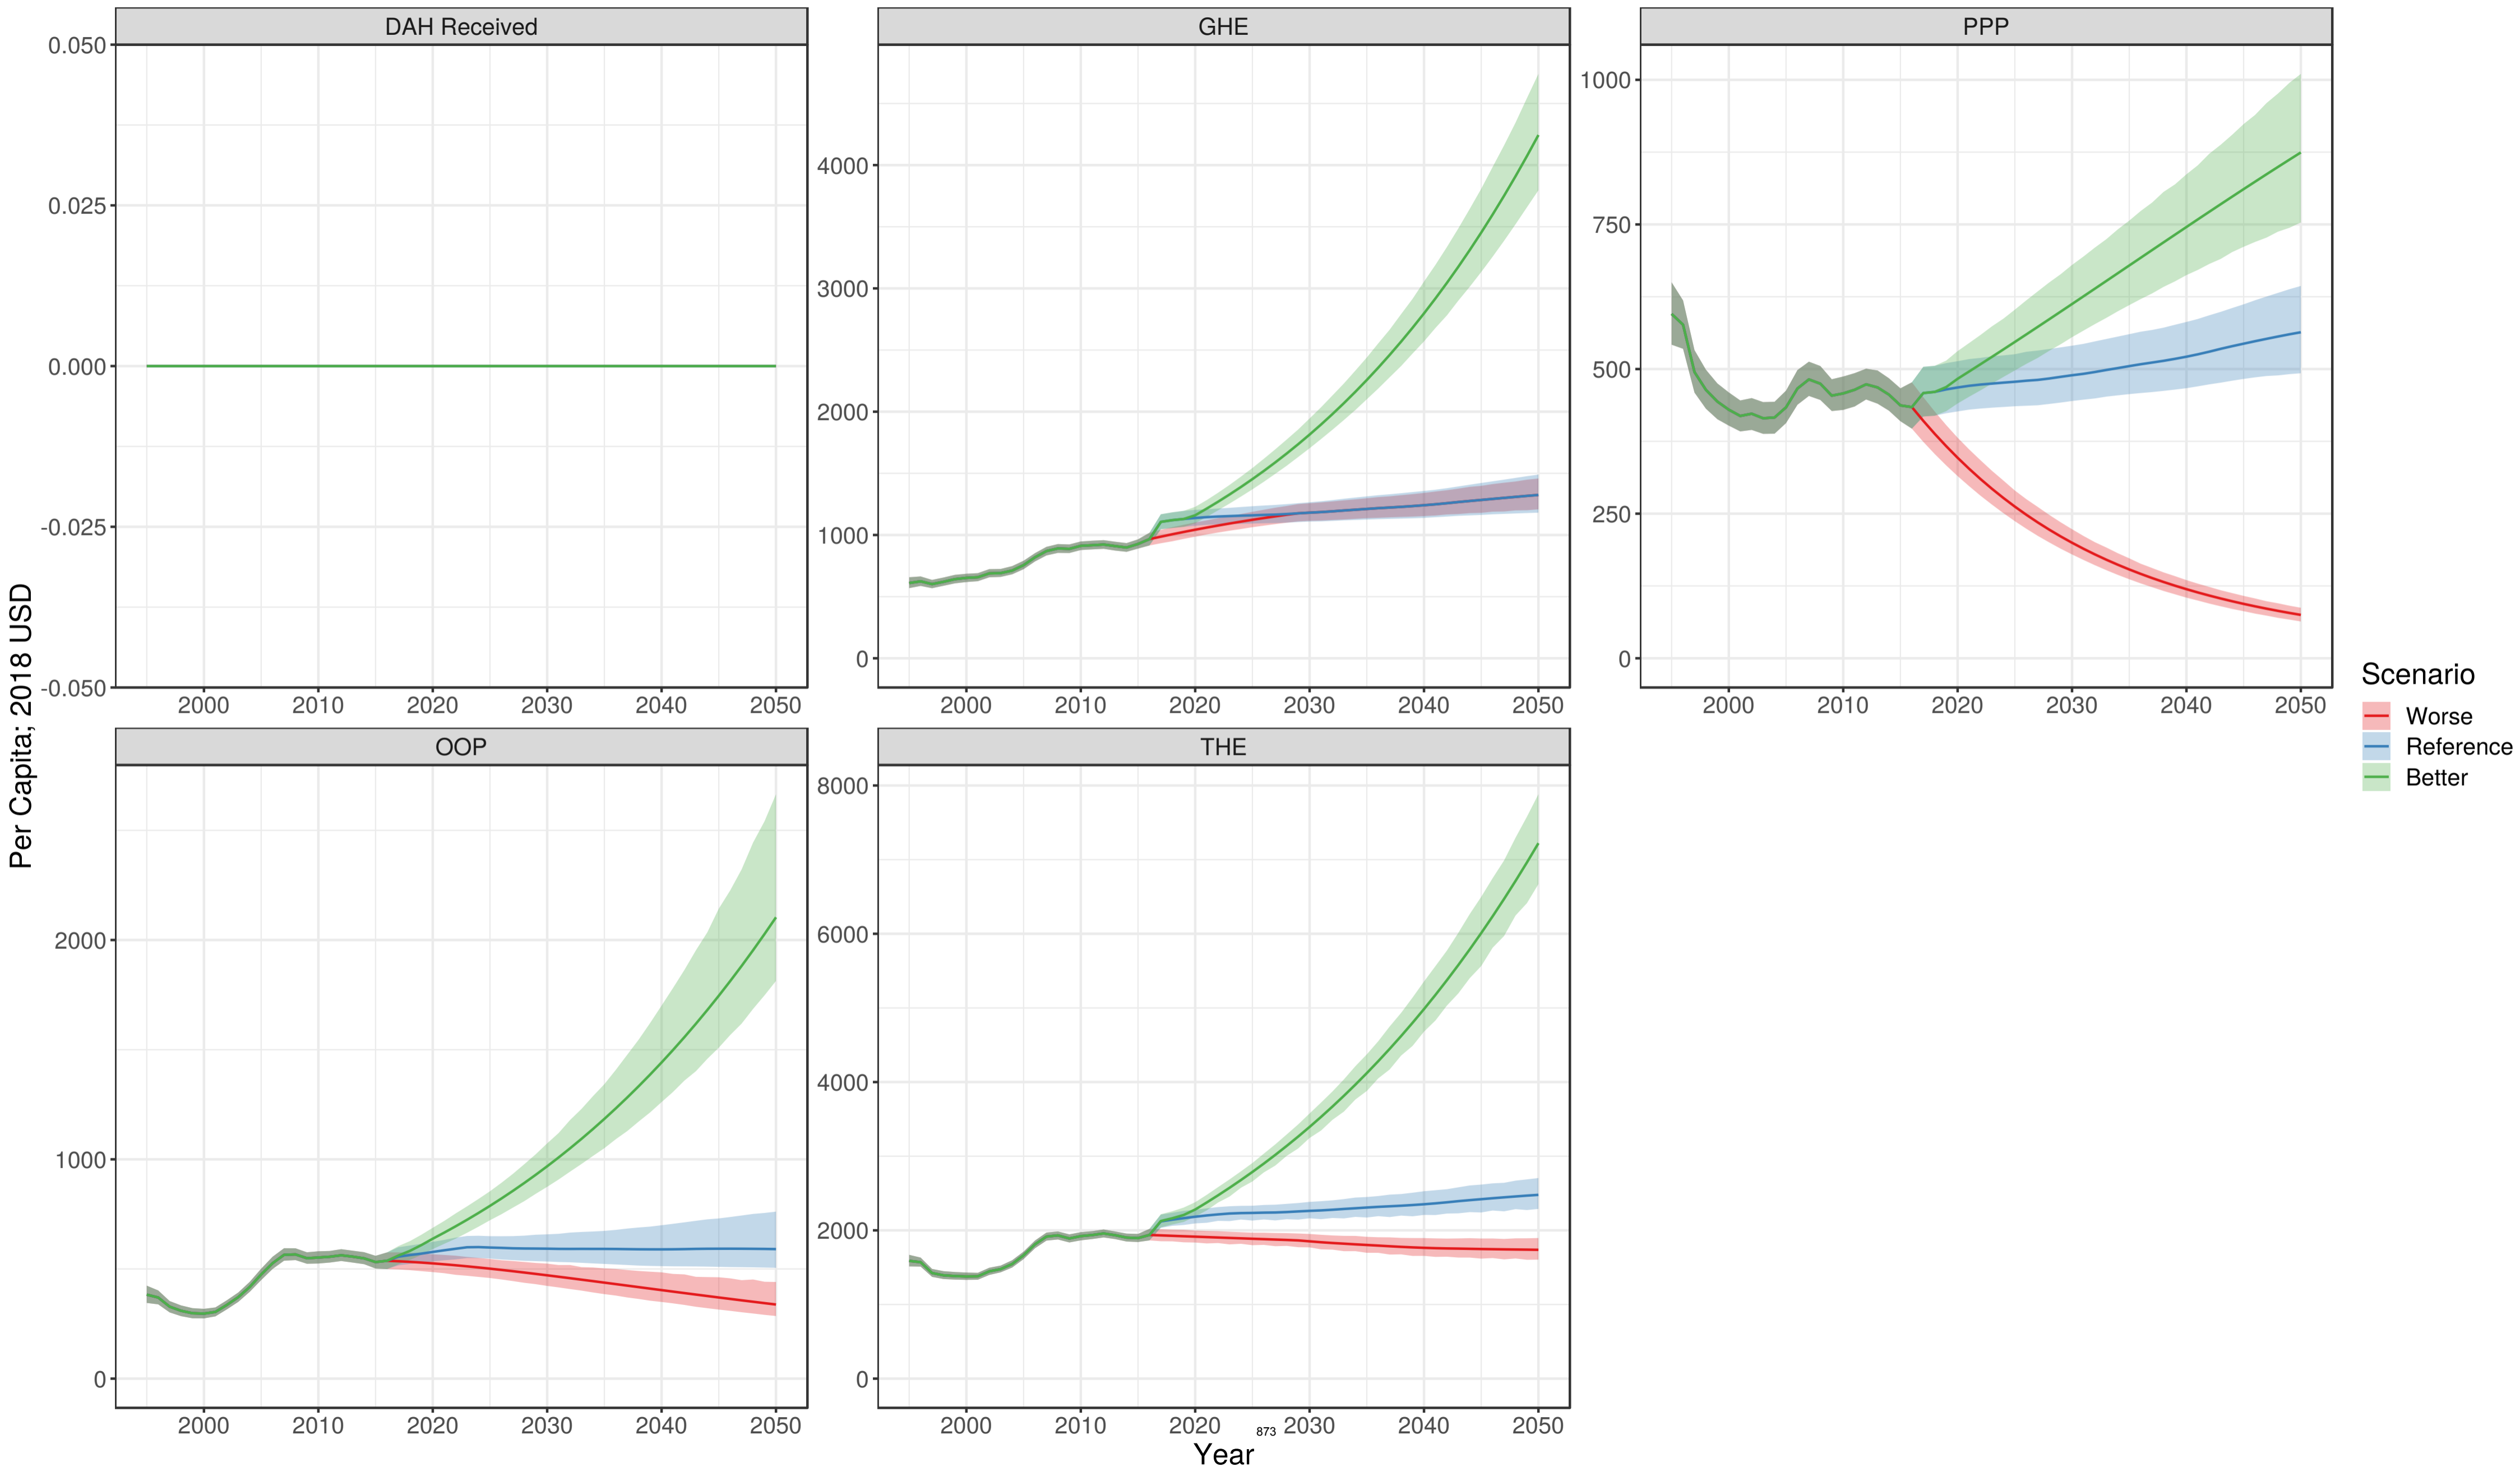 DAH Received
GHE
PPP
0.050
0.025
0.000
-0.025
-0.050
4000
3000
2000
1000
0
1000
750
500
250
0
2000 2010 2020 2030 2040 2050
2000 2010 2020 2030 2040 2050
2000 2010 2020 2030 2040 2050
Per Capita; 2018 USD
OOP
THE
2000
1000
0
8000
6000
4000
2000
0
2000 2010 2020 2030 2040 2050
2000 2010 2020 2030 2040 2050
873
Year
Scenario
Worse
Reference
Better